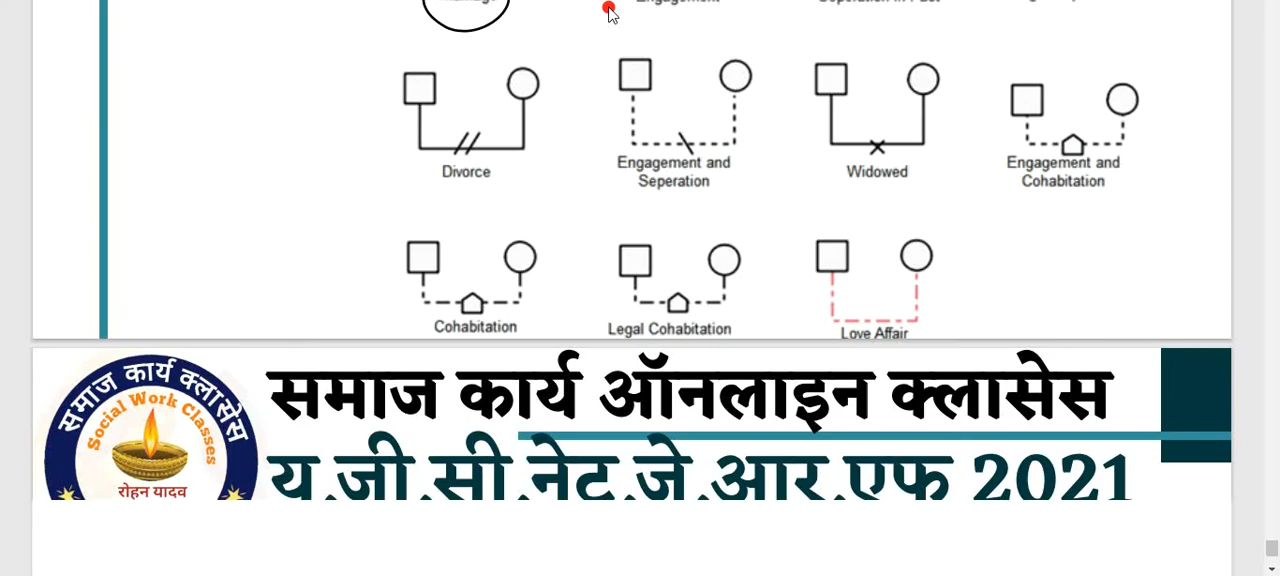 Divorce
Engagement and
Seperation
Widowed
Engagement and
Cohabitation
Cohabitation
Legal Cohabitation
Love Affair
समाज कार्य क्लासेस
Social Work Classes
रोहन यादव
समाज कार्य ऑनलाइन क्लासेस
य.जी.सी.नेट.जे.आर.एफ 2021